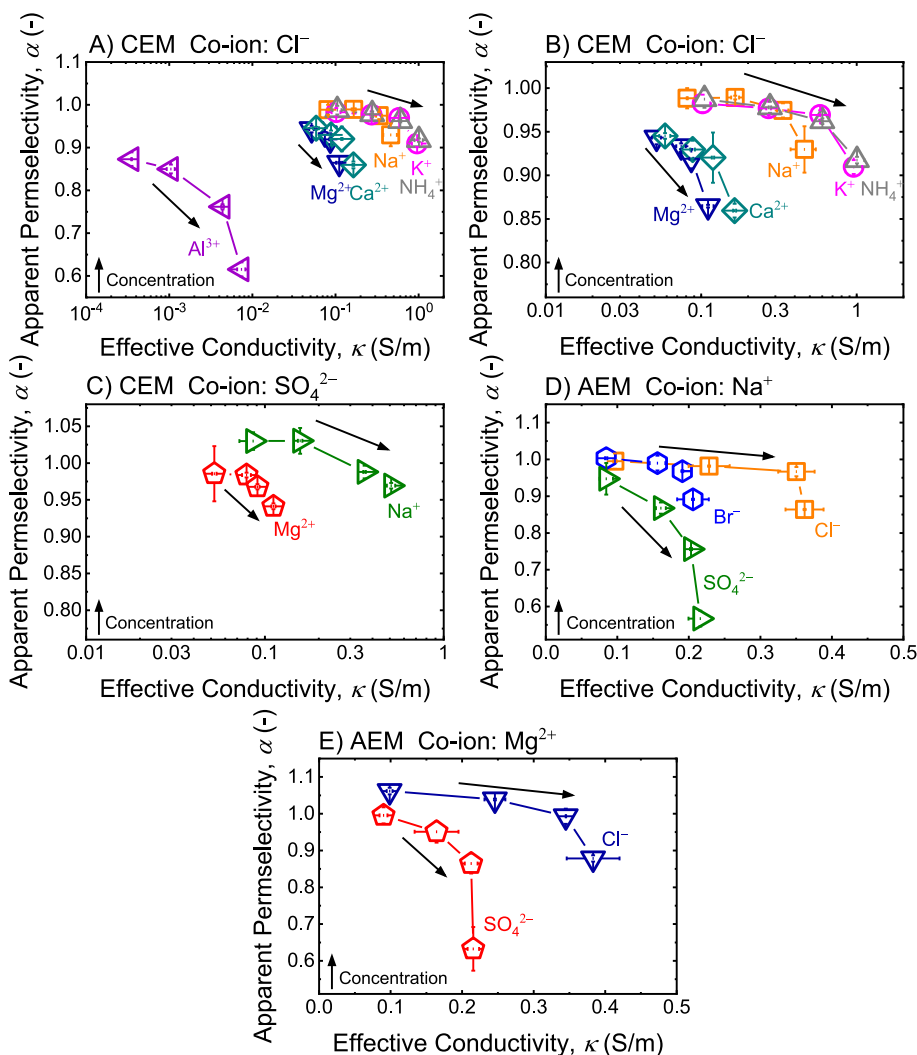 A) CEM Co-ion: Cl⁻
Apparent Permselectivity, α (-)
1.1
1.0
0.9
0.8
0.7
0.6
Na⁺
K⁺
Mg²⁺
Ca²⁺
NH₄⁺
Al³⁺
Concentration
10⁻⁴ 10⁻³ 10⁻² 10⁻¹ 10⁰
Effective Conductivity, κ (S/m)
B) CEM Co-ion: Cl⁻
Apparent Permselectivity, α (-)
1.00
0.95
0.90
0.85
0.80
Na⁺
K⁺
NH₄⁺
Mg²⁺
Ca²⁺
Concentration
0.01 0.1 1
Effective Conductivity, κ (S/m)
C) CEM Co-ion: SO₄²⁻
Apparent Permselectivity, α (-)
1.05
1.00
0.95
0.90
0.85
0.80
Na⁺
Mg²⁺
Concentration
0.01 0.1 0.3 1
Effective Conductivity, κ (S/m)
D) AEM Co-ion: Na⁺
Apparent Permselectivity, α (-)
1.1
1.0
0.9
0.8
0.7
0.6
Br⁻
Cl⁻
SO₄²⁻
Concentration
0.0 0.1 0.2 0.3 0.4 0.5
Effective Conductivity, κ (S/m)
E) AEM Co-ion: Mg²⁺
Apparent Permselectivity, α (-)
1.1
1.0
0.9
0.8
0.7
0.6
Cl⁻
SO₄²⁻
Concentration
0.0 0.1 0.2 0.3 0.4 0.5
Effective Conductivity, κ (S/m)